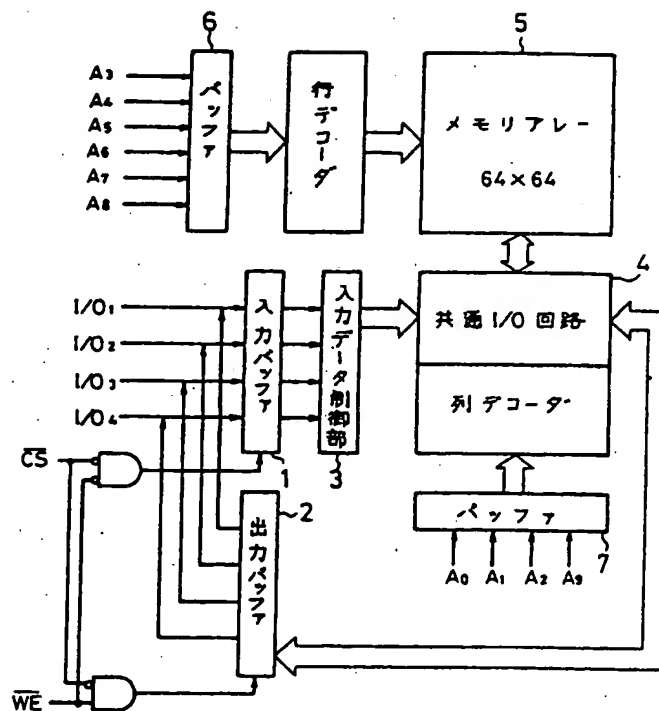 6
5
A3
A4
A5
A6
A7
A8
バッファ
行デコーダ
メモリアレー
64×64
4
I/O1
I/O2
I/O3
I/O4
入力バッファ
入力データ制御部
共通I/O回路
列デコーダ
1
3
CS
2
出力バッファ
バッファ
7
A0 A1 A2 A9
WE